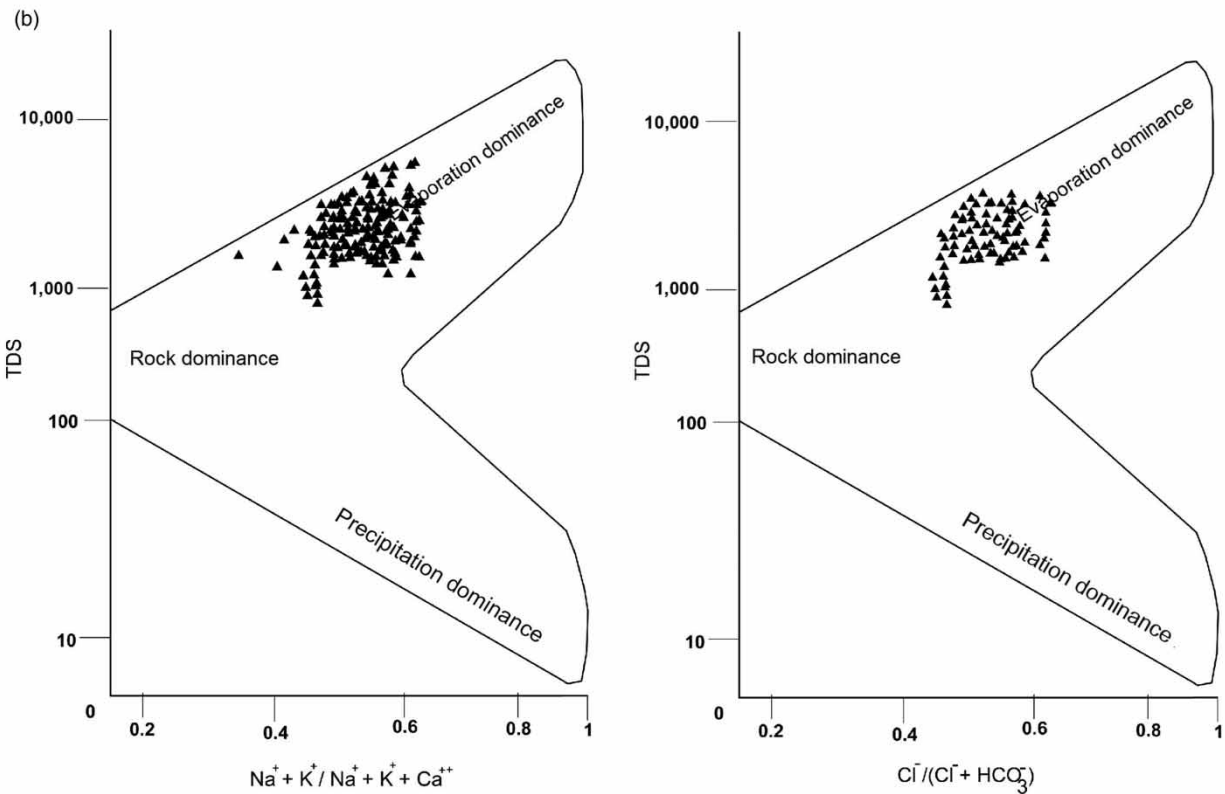 (b)
10,000
1,000
100
10
0
TDS
Evaporation dominance
Rock dominance
Precipitation dominance
0.2 0.4 0.6 0.8 1
Na⁺ + K⁺ / Na⁺ + K⁺ + Ca⁺⁺
10,000
1,000
100
10
0
TDS
Evaporation dominance
Rock dominance
Precipitation dominance
0.2 0.4 0.6 0.8 1
Cl⁻/(Cl⁻ + HCO₃⁻)